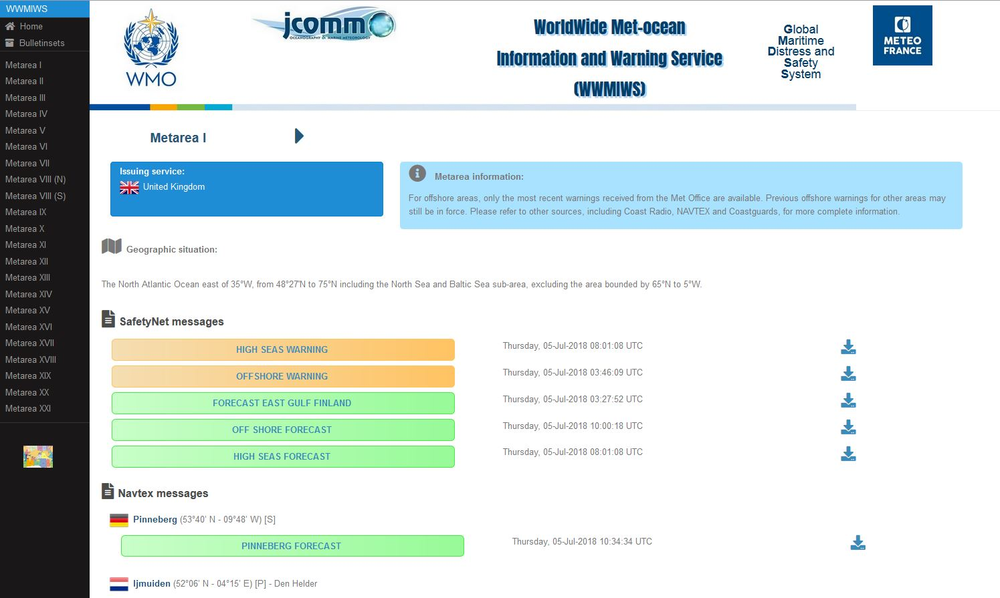 WWMIWS
Home
Bulletinsets
Metarea I
Metarea II
Metarea III
Metarea IV
Metarea V
Metarea VI
Metarea VII
Metarea VIII (N)
Metarea VIII (S)
Metarea IX
Metarea X
Metarea XI
Metarea XII
Metarea XIII
Metarea XIV
Metarea XV
Metarea XVI
Metarea XVII
Metarea XVIII
Metarea XIX
Metarea XX
Metarea XXI
WMO
jcomm
OCEANOGRAPHY & MARINE METEOROLOGY
WorldWide Met-ocean
Information and Warning Service
(WWMIWS)
Global
Maritime
Distress and
Safety
System
METEO
FRANCE
Metarea I
Issuing service:
United Kingdom
Metarea information:
For offshore areas, only the most recent warnings received from the Met Office are available. Previous offshore warnings for other areas may
still be in force. Please refer to other sources, including Coast Radio, NAVTEX and Coastguards, for more complete information.
Geographic situation:
The North Atlantic Ocean east of 35°W, from 48°27'N to 75°N including the North Sea and Baltic Sea sub-area, excluding the area bounded by 65°N to 5°W.
SafetyNet messages
HIGH SEAS WARNING Thursday, 05-Jul-2018 08:01:08 UTC
OFFSHORE WARNING Thursday, 05-Jul-2018 03:46:09 UTC
FORECAST EAST GULF FINLAND Thursday, 05-Jul-2018 03:27:52 UTC
OFF SHORE FORECAST Thursday, 05-Jul-2018 10:00:18 UTC
HIGH SEAS FORECAST Thursday, 05-Jul-2018 08:01:08 UTC
Navtex messages
Pinneberg (53°40' N - 09°48' W) [S]
PINNEBERG FORECAST Thursday, 05-Jul-2018 10:34:34 UTC
Ijmuiden (52°06' N - 04°15' E) [P] - Den Helder